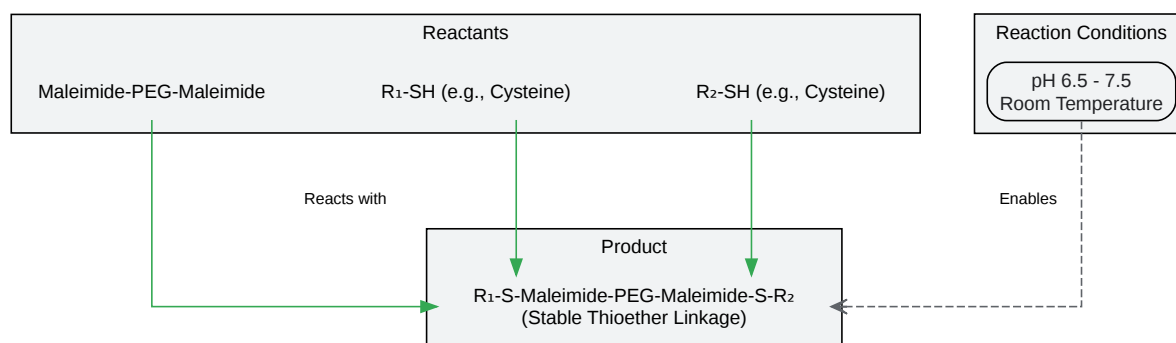 Reactants
Reaction Conditions
Maleimide-PEG-Maleimide
R₁-SH (e.g., Cysteine)
R₂-SH (e.g., Cysteine)
pH 6.5 - 7.5
Room Temperature
Reacts with
Enables
Product
R₁-S-Maleimide-PEG-Maleimide-S-R₂
(Stable Thioether Linkage)